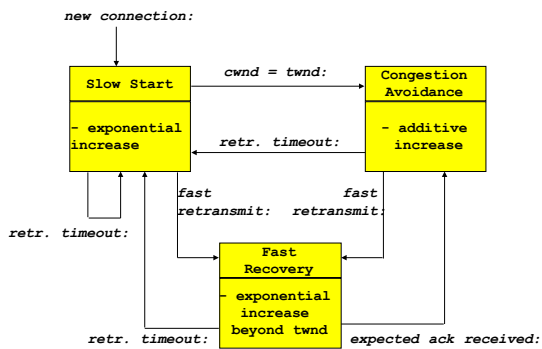 new connection:
Slow Start
cwnd = twnd:
Congestion
Avoidance
- exponential
increase
- additive
increase
retr. timeout:
fast
retransmit:
fast
retransmit:
retr. timeout:
Fast
Recovery
- exponential
increase
beyond twnd
retr. timeout:
expected ack received: